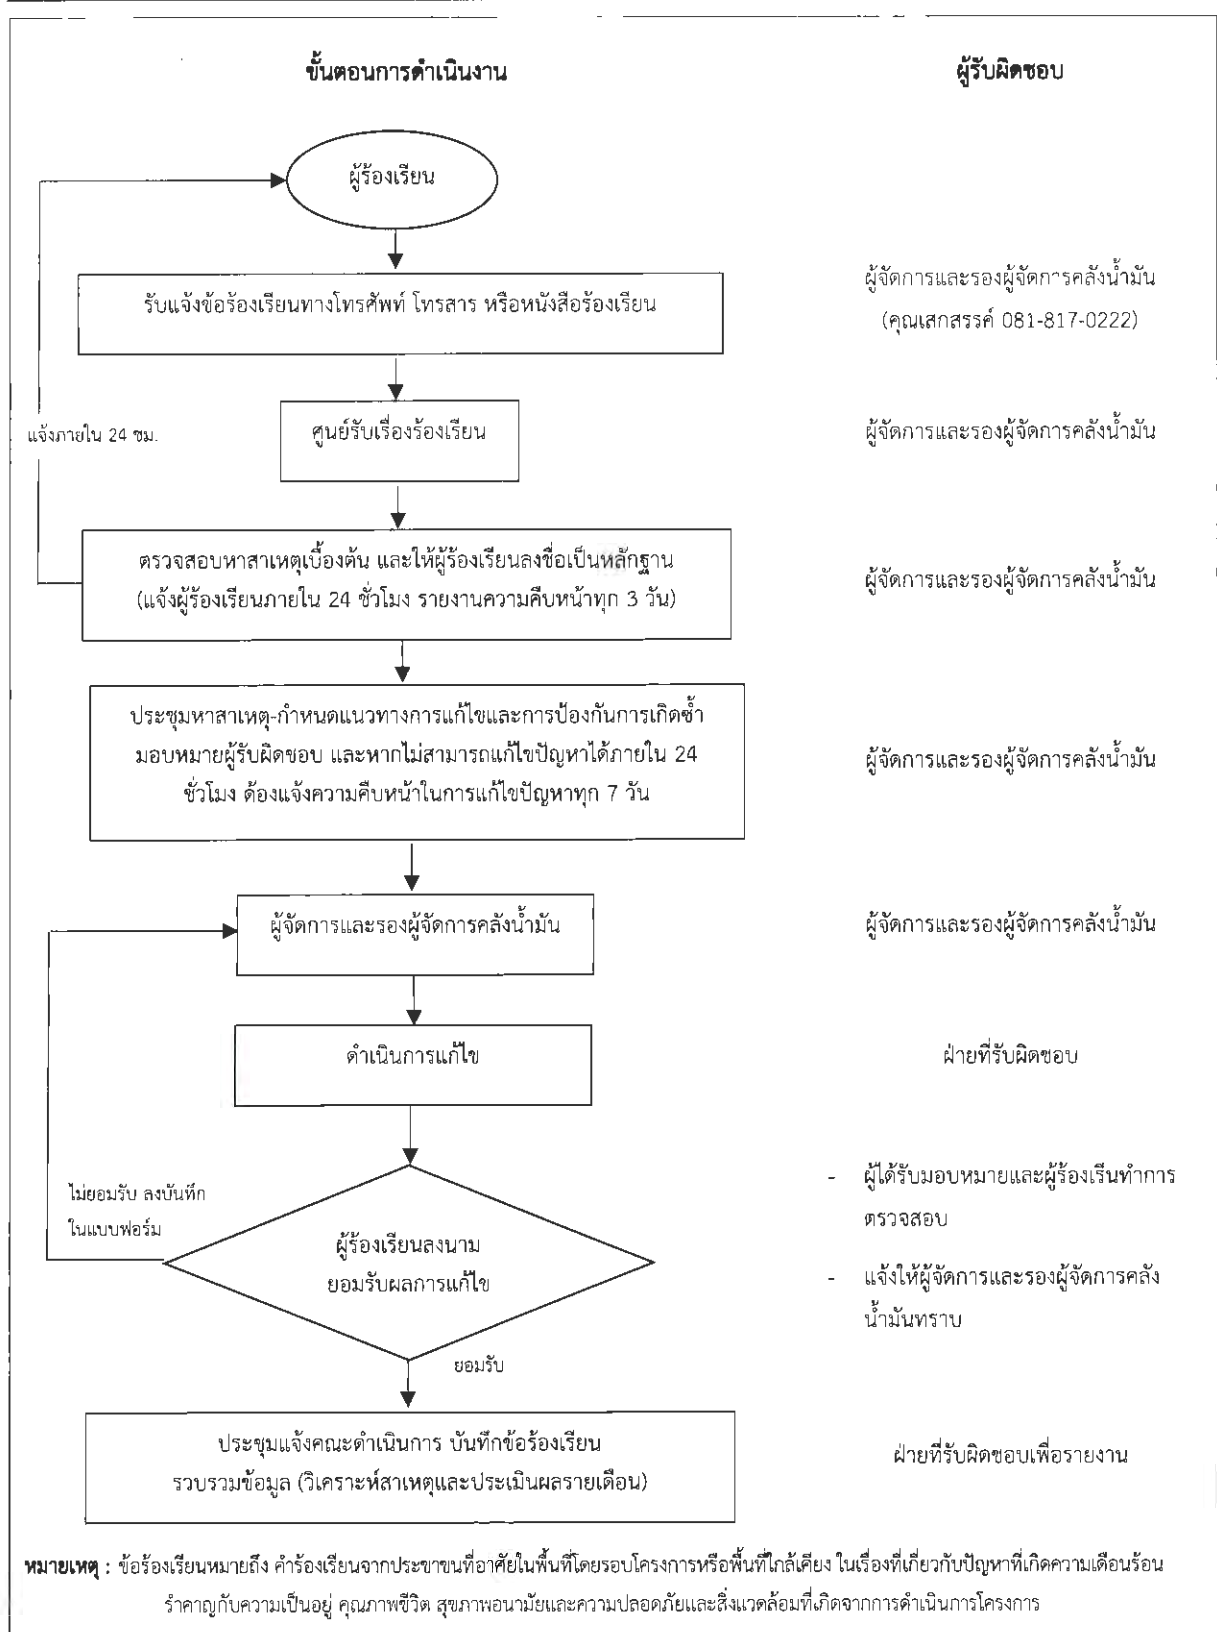 ขั้นตอนการดำเนินงาน
ผู้รับผิดชอบ
ผู้ร้องเรียน
รับแจ้งข้อร้องเรียนทางโทรศัพท์ โทรสาร หรือหนังสือร้องเรียน
ผู้จัดการและรองผู้จัดการคลังน้ำมัน
(คุณเสกสรรค์ 081-817-0222)
แจ้งภายใน 24 ชม.
ศูนย์รับเรื่องร้องเรียน
ผู้จัดการและรองผู้จัดการคลังน้ำมัน
ตรวจสอบหาสาเหตุเบื้องต้น และให้ผู้ร้องเรียนลงชื่อเป็นหลักฐาน
(แจ้งผู้ร้องเรียนภายใน 24 ชั่วโมง รายงานความคืบหน้าทุก 3 วัน)
ผู้จัดการและรองผู้จัดการคลังน้ำมัน
ประชุมหาสาเหตุ-กำหนดแนวทางการแก้ไขและการป้องกันการเกิดซ้ำ
มอบหมายผู้รับผิดชอบ และหากไม่สามารถแก้ไขปัญหาได้ภายใน 24
ชั่วโมง ต้องแจ้งความคืบหน้าในการแก้ไขปัญหาทุก 7 วัน
ผู้จัดการและรองผู้จัดการคลังน้ำมัน
ผู้จัดการและรองผู้จัดการคลังน้ำมัน
ผู้จัดการและรองผู้จัดการคลังน้ำมัน
ดำเนินการแก้ไข
ฝ่ายที่รับผิดชอบ
ไม่ยอมรับ ลงบันทึก
ในแบบฟอร์ม
ผู้ร้องเรียนลงนาม
ยอมรับผลการแก้ไข
- ผู้ได้รับมอบหมายและผู้ร้องเรีนทำการ
ตรวจสอบ
- แจ้งให้ผู้จัดการและรองผู้จัดการคลัง
น้ำมันทราบ
ยอมรับ
ประชุมแจ้งคณะดำเนินการ บันทึกข้อร้องเรียน
รวบรวมข้อมูล (วิเคราะห์สาเหตุและประเมินผลรายเดือน)
ฝ่ายที่รับผิดชอบเพื่อรายงาน
หมายเหตุ : ข้อร้องเรียนหมายถึง คำร้องเรียนจากประชาชนที่อาศัยในพื้นที่โดยรอบโครงการหรือพื้นที่ใกล้เคียง ในเรื่องที่เกี่ยวกับปัญหาที่เกิดความเดือนร้อน
รำคาญกับความเป็นอยู่ คุณภาพชีวิต สุขภาพอนามัยและความปลอดภัยและสิ่งแวดล้อมที่เกิดจากการดำเนินการโครงการ